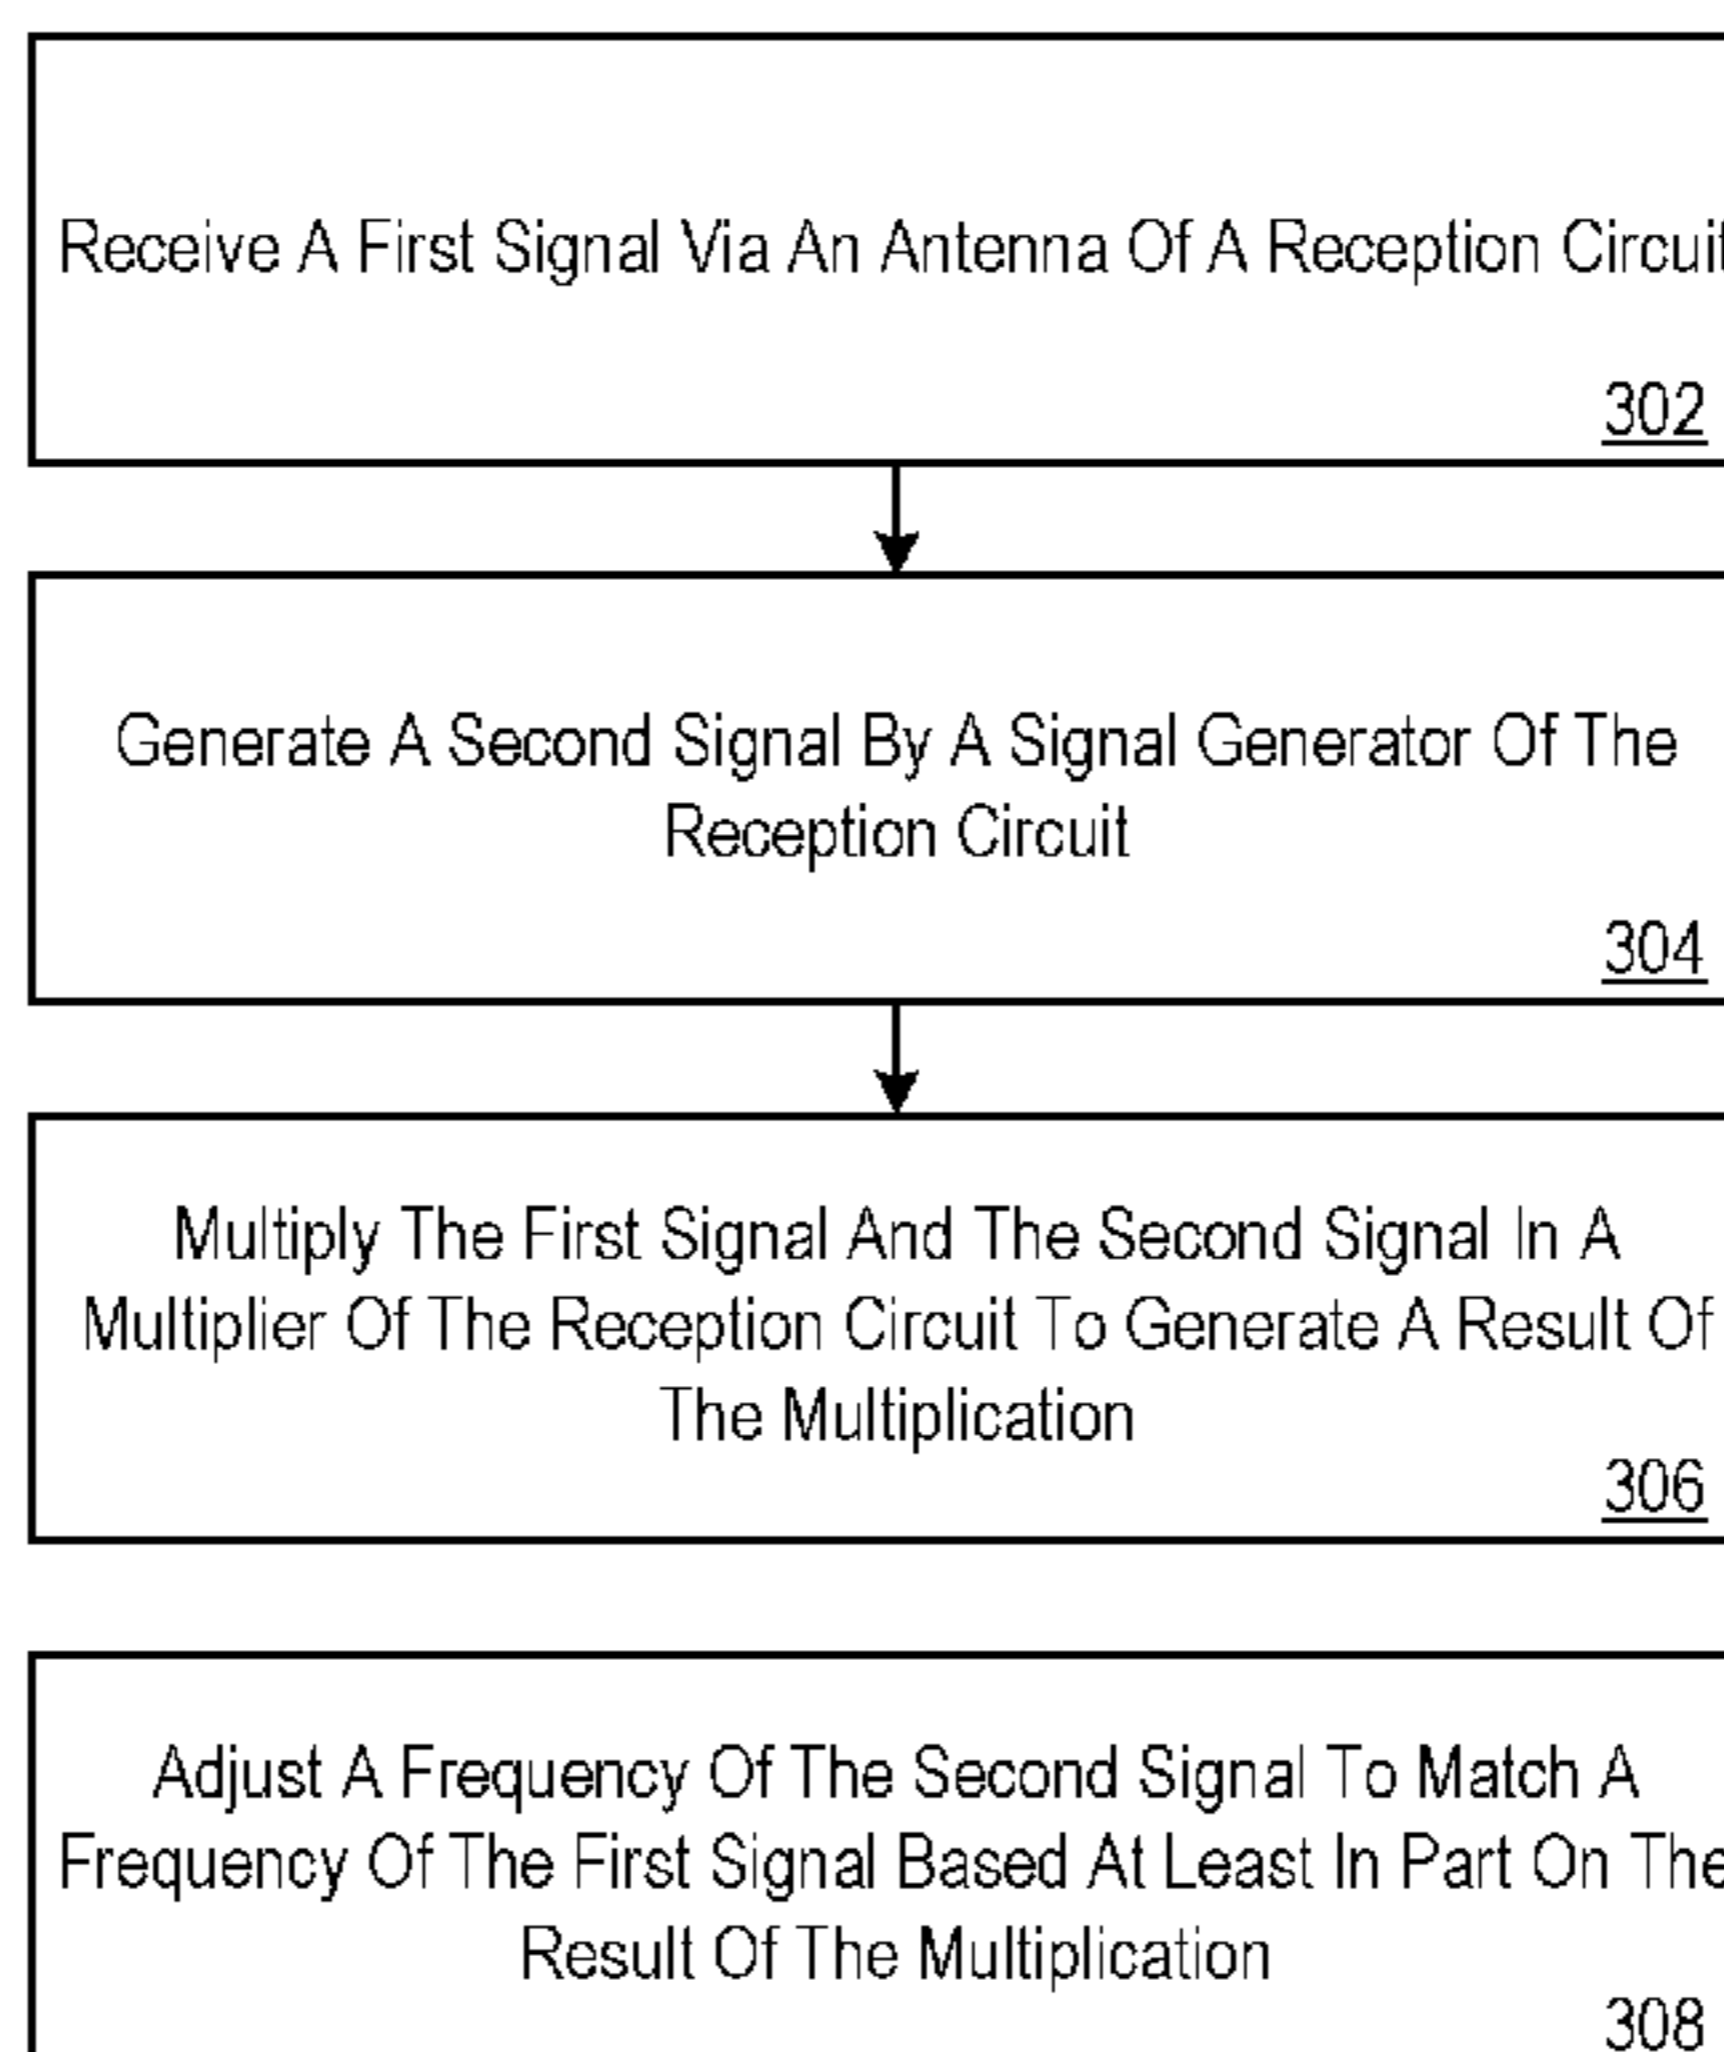 Receive A First Signal Via An Antenna Of A Reception Circuit
302
Generate A Second Signal By A Signal Generator Of The
Reception Circuit
304
Multiply The First Signal And The Second Signal In A
Multiplier Of The Reception Circuit To Generate A Result Of
The Multiplication
306
Adjust A Frequency Of The Second Signal To Match A
Frequency Of The First Signal Based At Least In Part On The
Result Of The Multiplication
308